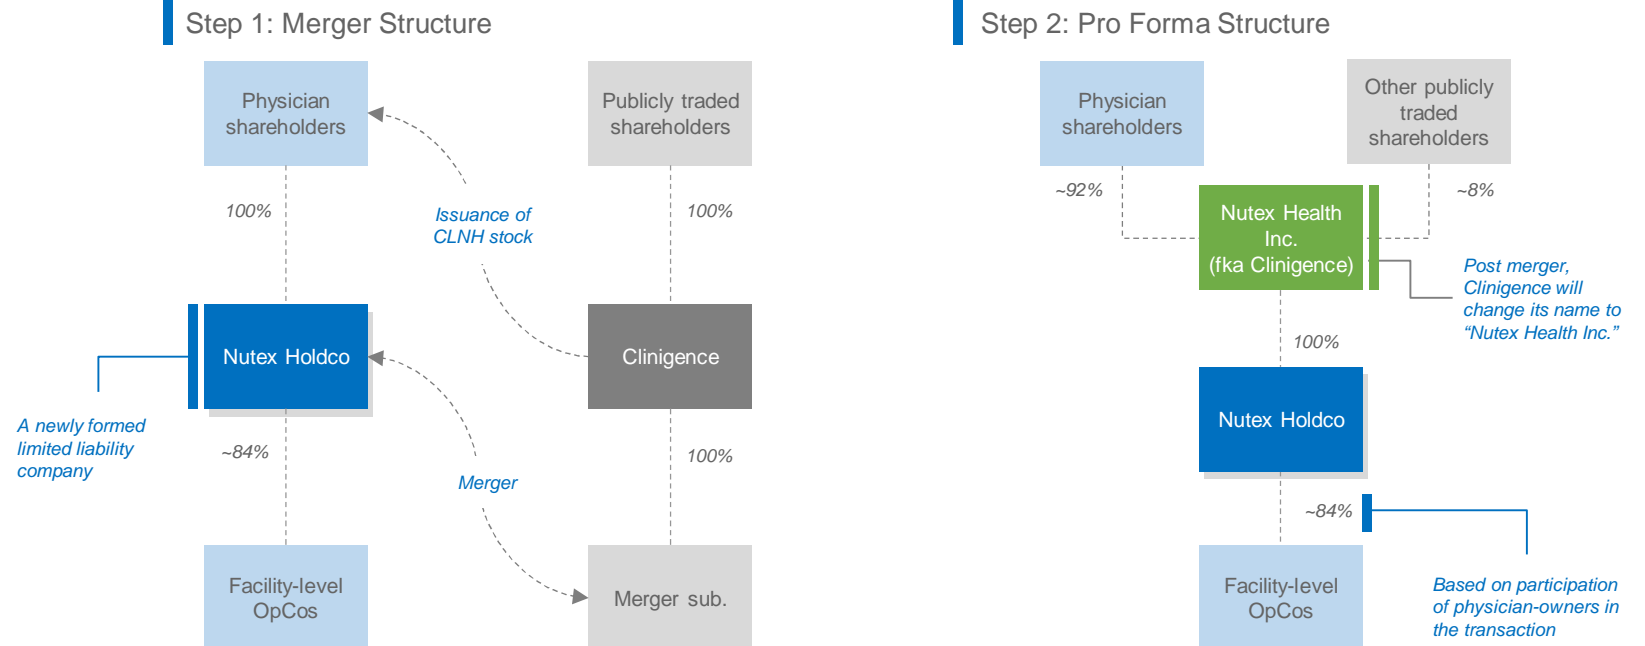 Step 1: Merger Structure
Physician
shareholders
Publicly traded
shareholders
100%
Issuance of
CLNH stock
100%
Nutex Holdco
Clinigence
A newly formed
limited liability
company
~84%
Merger
100%
Facility-level
OpCos
Merger sub.
Step 2: Pro Forma Structure
Physician
shareholders
Other publicly
traded
shareholders
~92%
Nutex Health
Inc.
(fka Clinigence)
~8%
Post merger,
Clinigence will
change its name to
“Nutex Health Inc.”
100%
Nutex Holdco
~84%
Facility-level
OpCos
Based on participation
of physician-owners in
the transaction